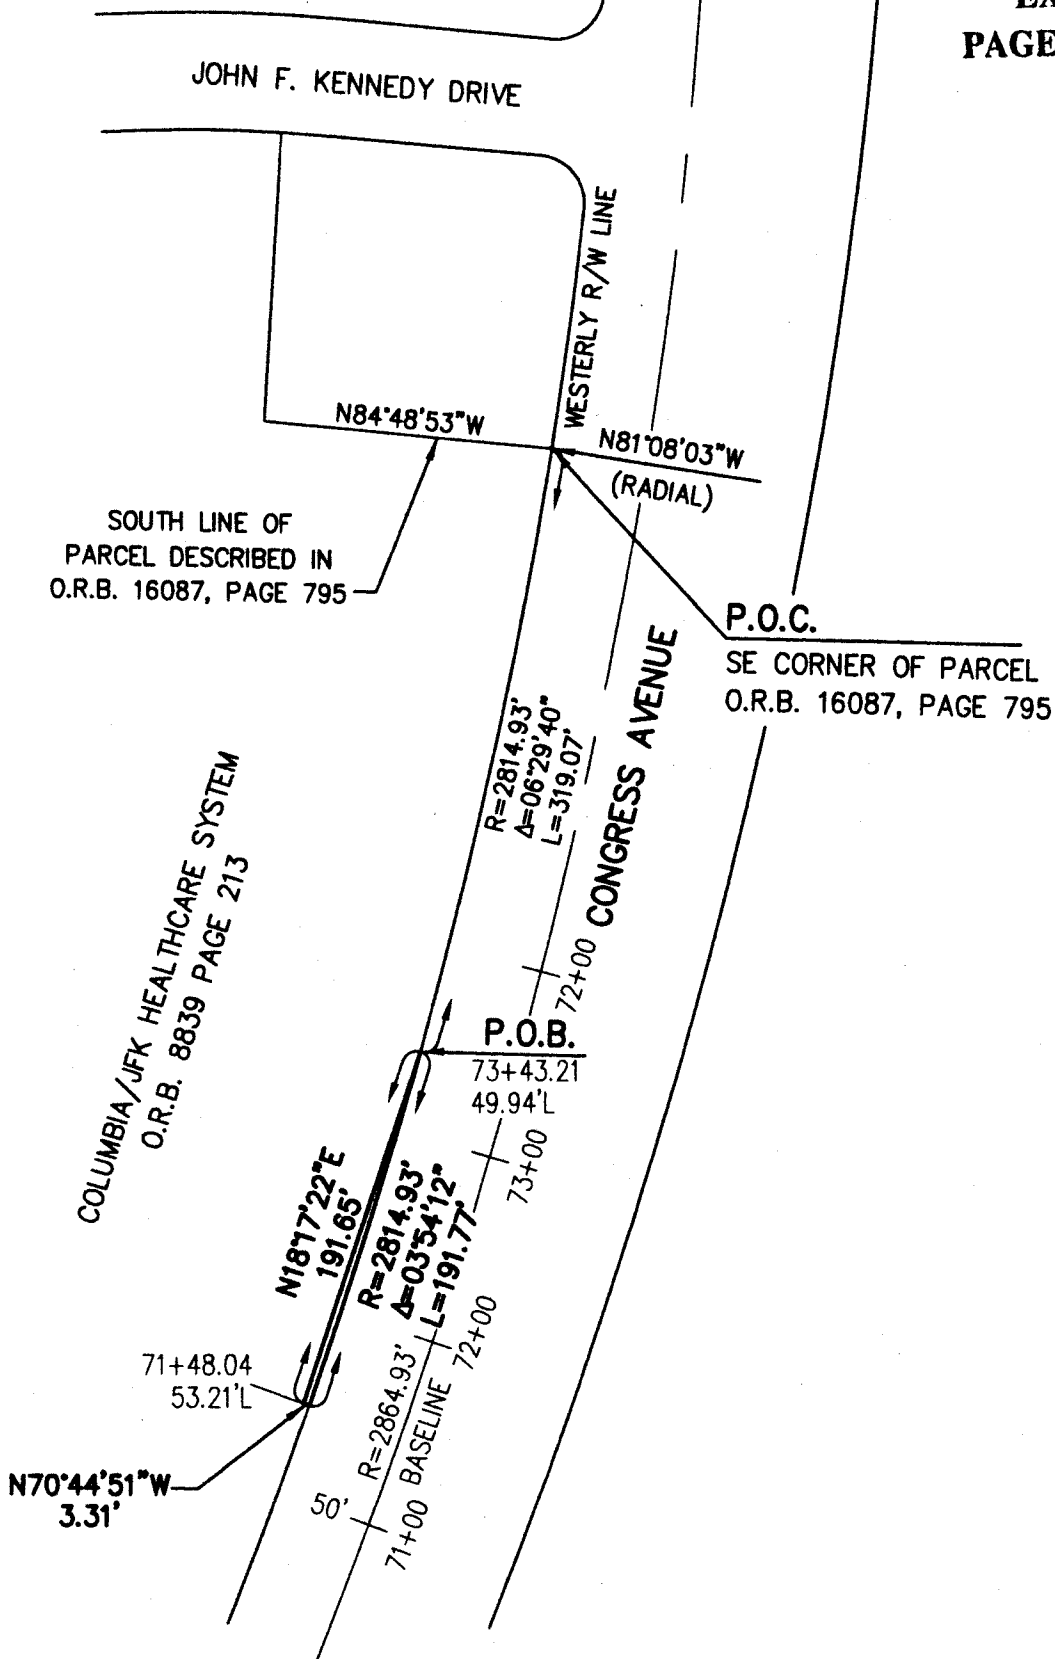 PAGE
JOHN F. KENNEDY DRIVE
WESTERLY R/W LINE
N84°48'53"W
N81°08'03"W
(RADIAL)
SOUTH LINE OF
PARCEL DESCRIBED IN
O.R.B. 16087, PAGE 795
P.O.C.
SE CORNER OF PARCEL
O.R.B. 16087, PAGE 795
R=2814.93'
Δ=06°29'40"
L=319.07'
CONGRESS AVENUE
COLUMBIA/JFK HEALTHCARE SYSTEM
O.R.B. 8839 PAGE 213
72+00
P.O.B.
73+43.21
49.94'L
73+00
N18°17'22"E
191.65'
R=2814.93'
Δ=03°54'12"
L=191.77'
72+00
71+48.04
53.21'L
R=2864.93'
BASELINE
N70°44'51"W
3.31'
50'
71+00